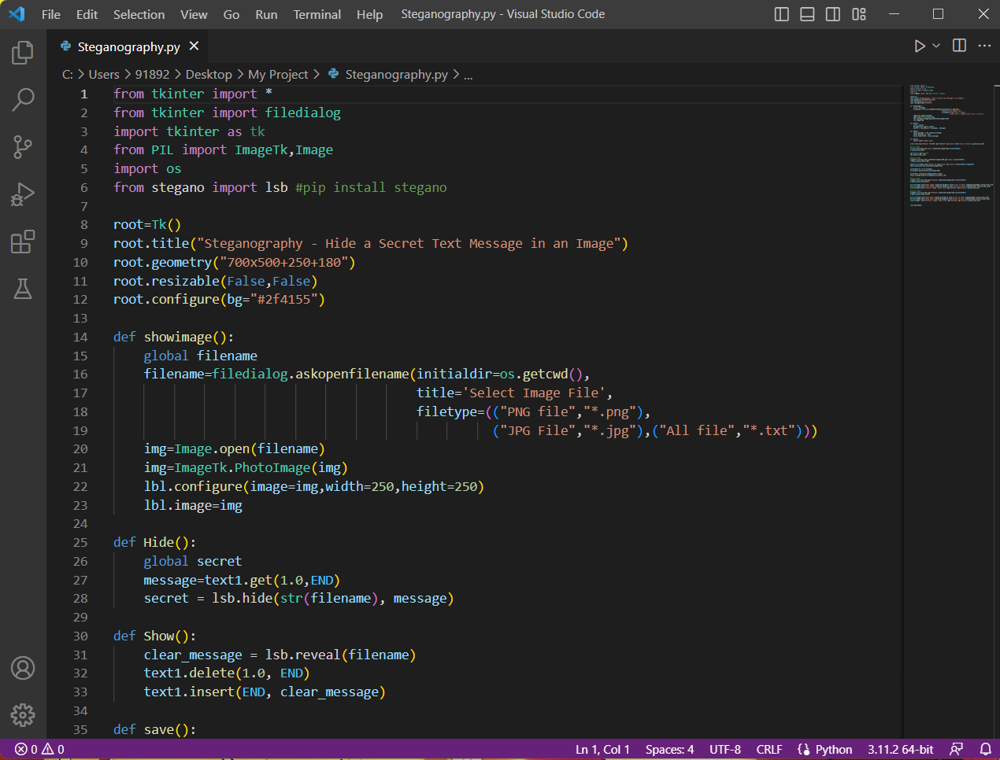 File Edit Selection View Go Run Terminal Help Steganography.py - Visual Studio Code
Steganography.py
C: > Users > 91892 > Desktop > My Project > Steganography.py > ...
1 from tkinter import *
2 from tkinter import filedialog
3 import tkinter as tk
4 from PIL import ImageTk,Image
5 import os
6 from stegano import lsb #pip install stegano
7
8 root=Tk()
9 root.title("Steganography - Hide a Secret Text Message in an Image")
10 root.geometry("700x500+250+180")
11 root.resizable(False,False)
12 root.configure(bg="#2f4155")
13
14 def showimage():
15     global filename
16     filename=filedialog.askopenfilename(initialdir=os.getcwd(),
17                                         title='Select Image File',
18                                         filetype=(("PNG file","*.png"),
19                                                   ("JPG File","*.jpg"),("All file","*.txt")))
20     img=Image.open(filename)
21     img=ImageTk.PhotoImage(img)
22     lbl.configure(image=img,width=250,height=250)
23     lbl.image=img
24
25 def Hide():
26     global secret
27     message=text1.get(1.0,END)
28     secret = lsb.hide(str(filename), message)
29
30 def Show():
31     clear_message = lsb.reveal(filename)
32     text1.delete(1.0, END)
33     text1.insert(END, clear_message)
34
35 def save():
0 0 Ln 1, Col 1 Spaces: 4 UTF-8 CRLF Python 3.11.2 64-bit